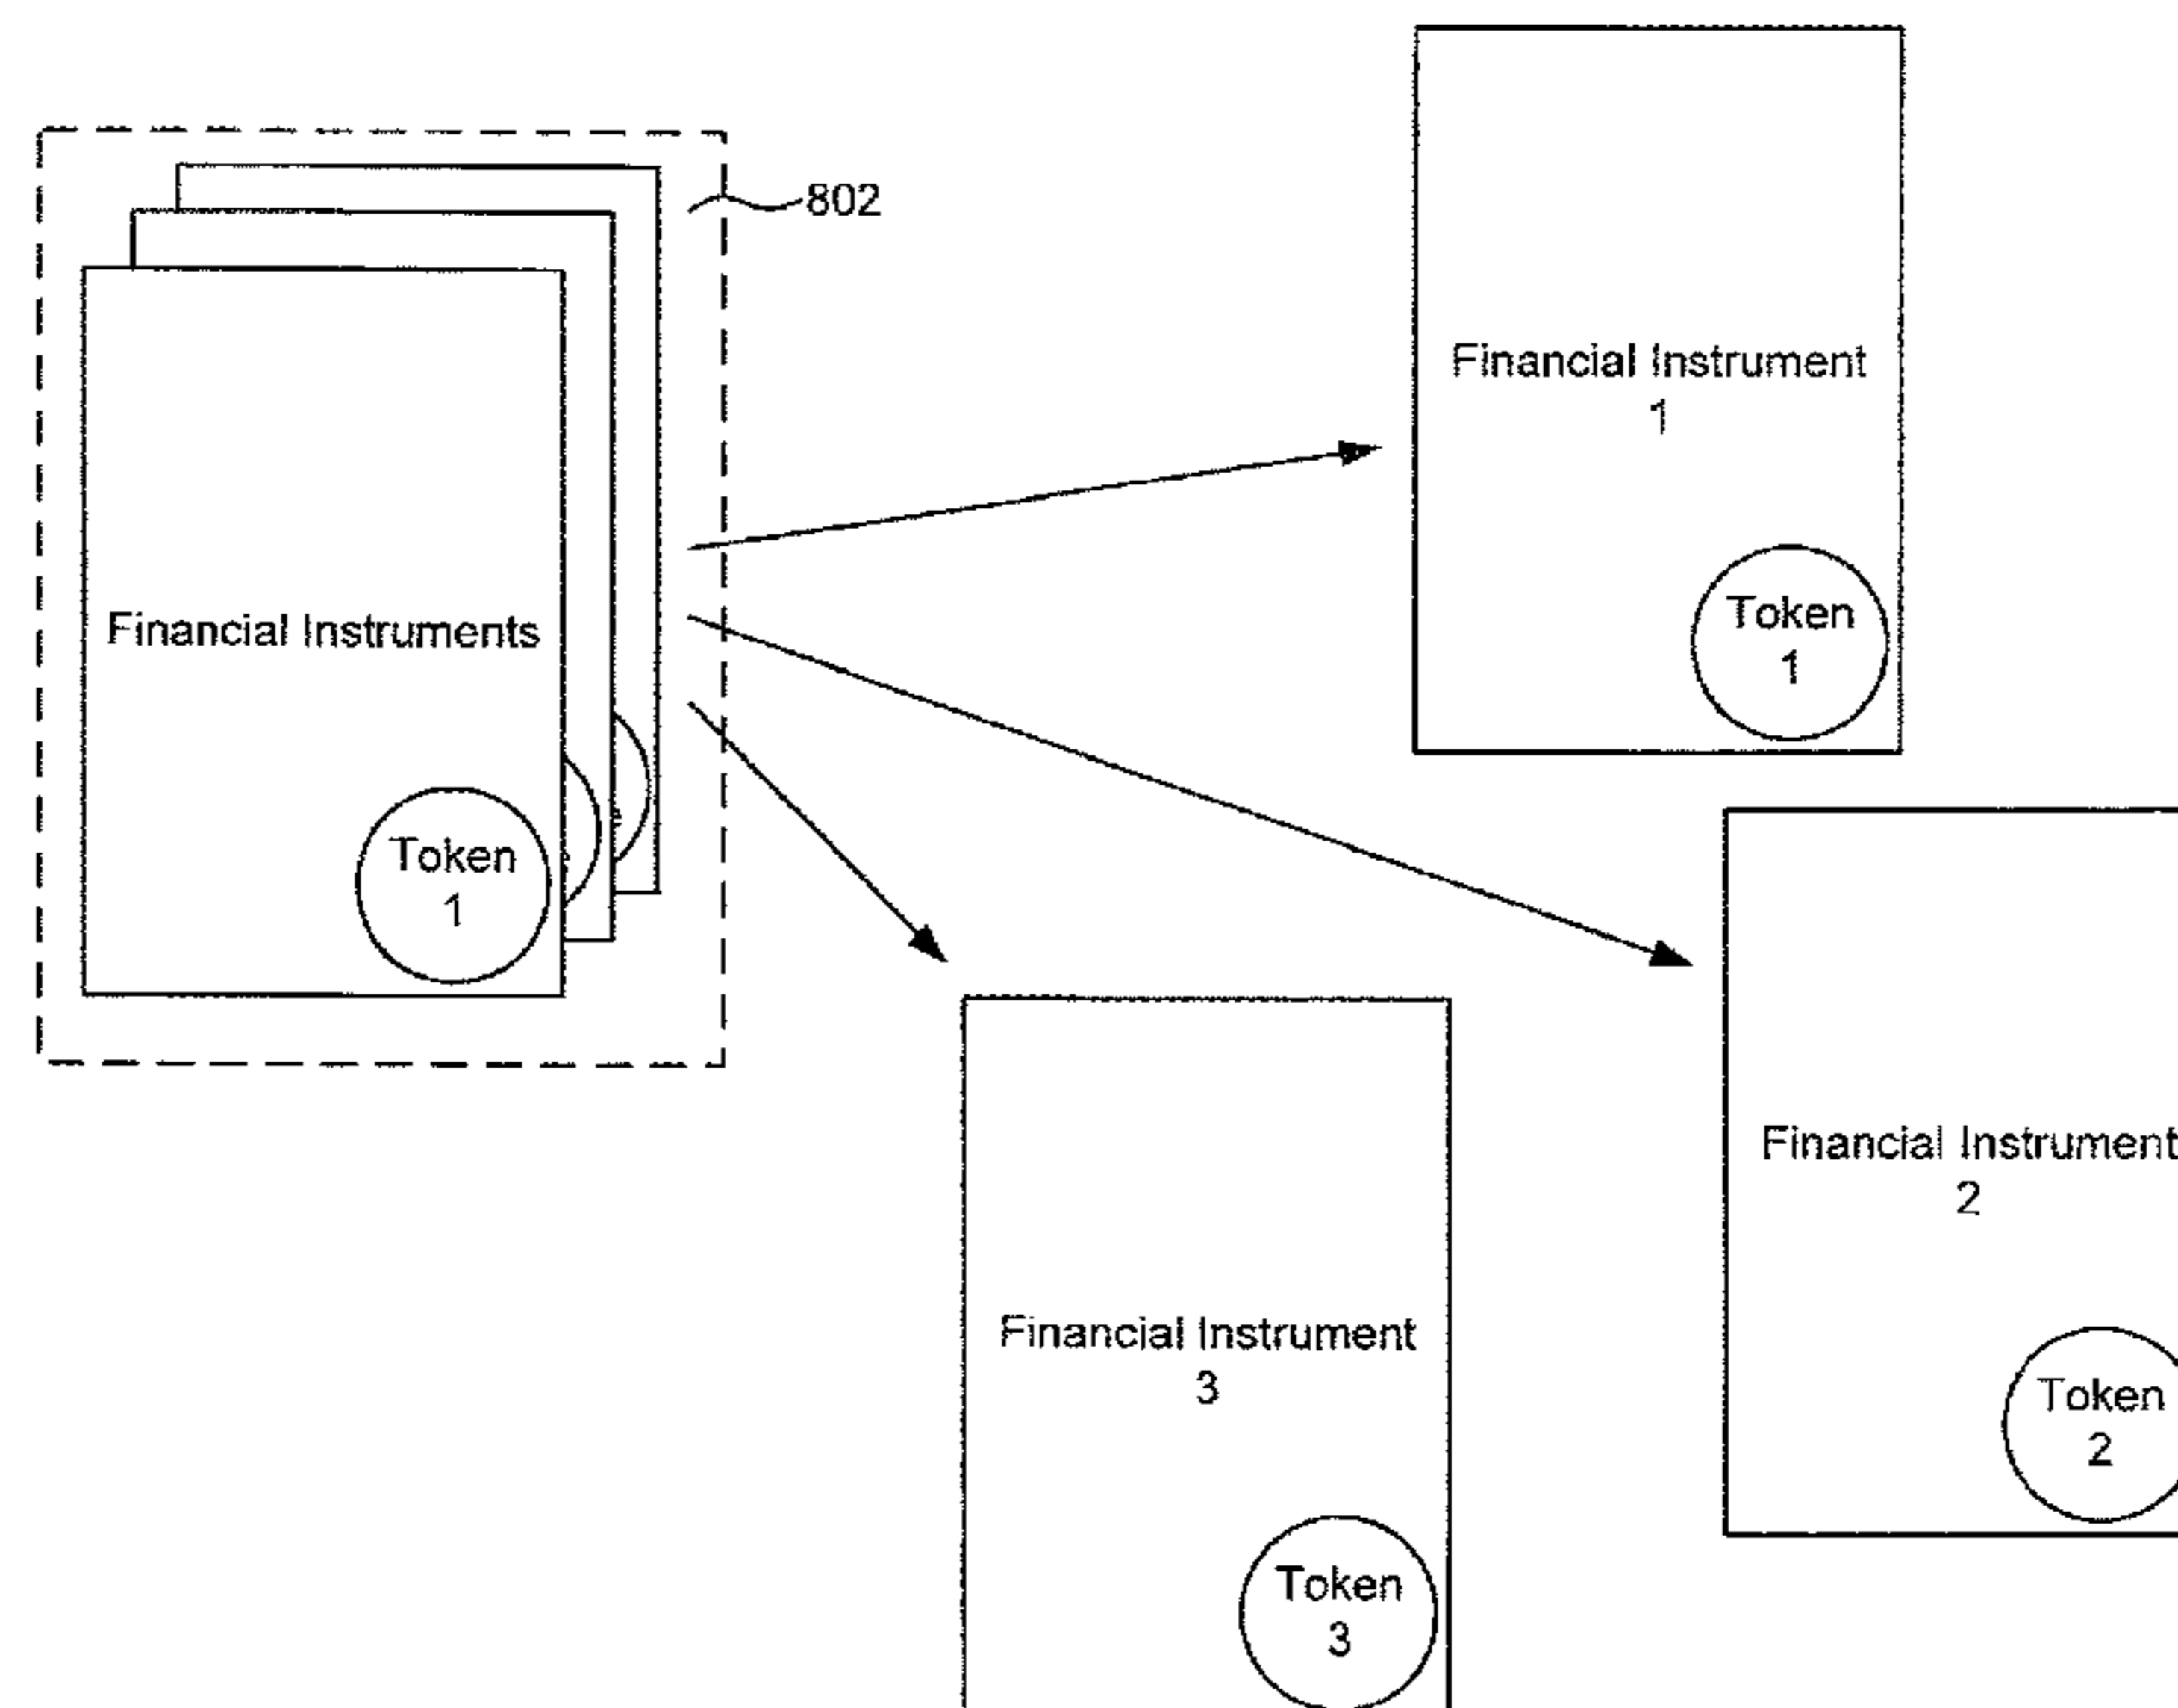 802
Financial Instruments
Token
1
Financial Instrument
1
Token
1
Financial Instrument
2
Token
2
Financial Instrument
3
Token
3